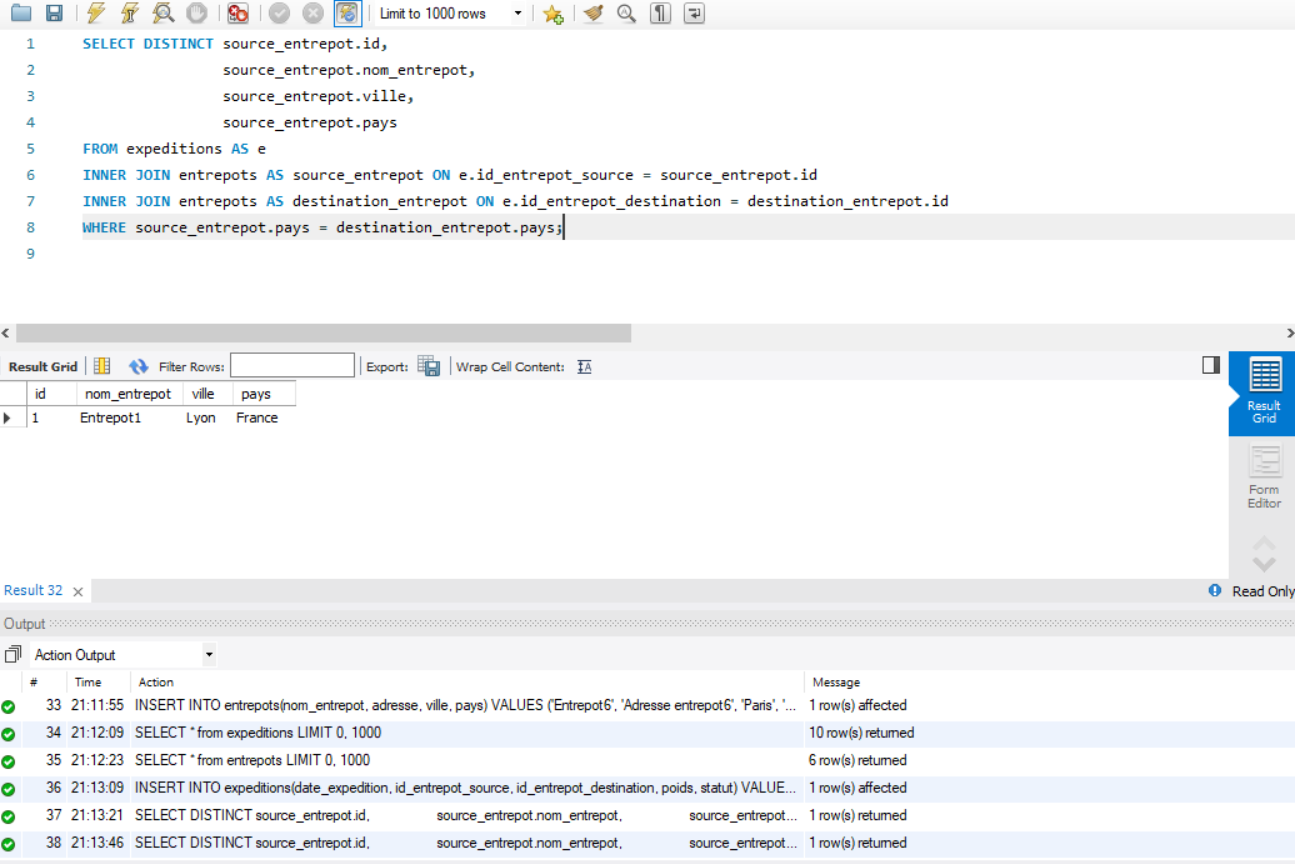 Limit to 1000 rows
1 SELECT DISTINCT source_entrepot.id,
2 source_entrepot.nom_entrepot,
3 source_entrepot.ville,
4 source_entrepot.pays
5 FROM expeditions AS e
6 INNER JOIN entrepots AS source_entrepot ON e.id_entrepot_source = source_entrepot.id
7 INNER JOIN entrepots AS destination_entrepot ON e.id_entrepot_destination = destination_entrepot.id
8 WHERE source_entrepot.pays = destination_entrepot.pays;
9
Result Grid Filter Rows: Export: Wrap Cell Content:
id nom_entrepot ville pays
1 Entrepot1 Lyon France
Result
Grid
Form
Editor
Result 32 Read Only
Output
Action Output
# Time Action Message
33 21:11:55 INSERT INTO entrepots(nom_entrepot, adresse, ville, pays) VALUES ('Entrepot6', 'Adresse entrepot6', 'Paris', '... 1 row(s) affected
34 21:12:09 SELECT * from expeditions LIMIT 0, 1000 10 row(s) returned
35 21:12:23 SELECT * from entrepots LIMIT 0, 1000 6 row(s) returned
36 21:13:09 INSERT INTO expeditions(date_expedition, id_entrepot_source, id_entrepot_destination, poids, statut) VALUE... 1 row(s) affected
37 21:13:21 SELECT DISTINCT source_entrepot.id, source_entrepot.nom_entrepot, source_entrepot... 1 row(s) returned
38 21:13:46 SELECT DISTINCT source_entrepot.id, source_entrepot.nom_entrepot, source_entrepot... 1 row(s) returned